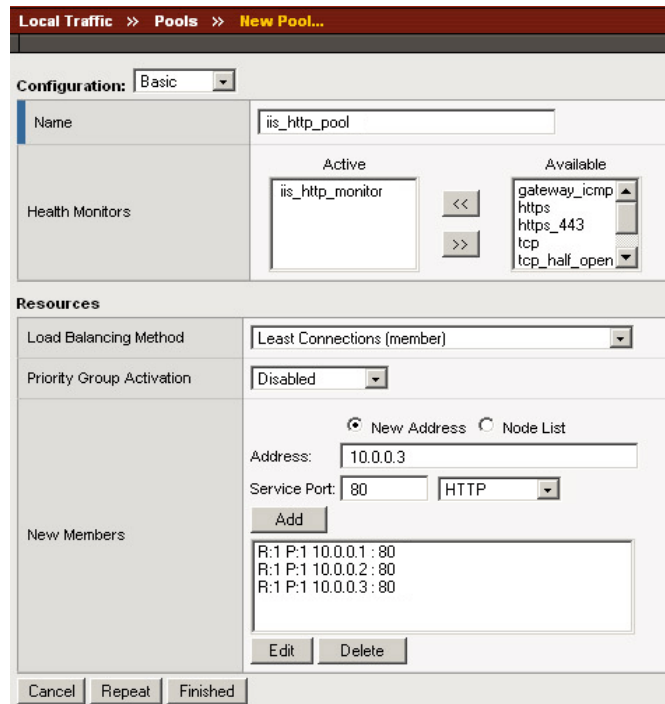 Local Traffic >> Pools >> New Pool...
Configuration: Basic
Name iis_http_pool
Active Available
Health Monitors
iis_http_monitor
<<
>>
gateway_icmp
https
https_443
tcp
tcp_half_open
Resources
Load Balancing Method Least Connections (member)
Priority Group Activation Disabled
New Members
New Address Node List
Address: 10.0.0.3
Service Port: 80 HTTP
Add
R:1 P:1 10.0.0.1 : 80
R:1 P:1 10.0.0.2 : 80
R:1 P:1 10.0.0.3 : 80
Edit Delete
Cancel Repeat Finished